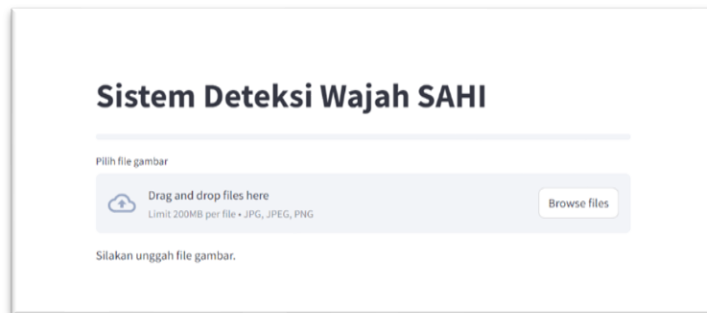 Sistem Deteksi Wajah SAHI
Pilih file gambar
Drag and drop files here
Limit 200MB per file • JPG, JPEG, PNG
Browse files
Silakan unggah file gambar.